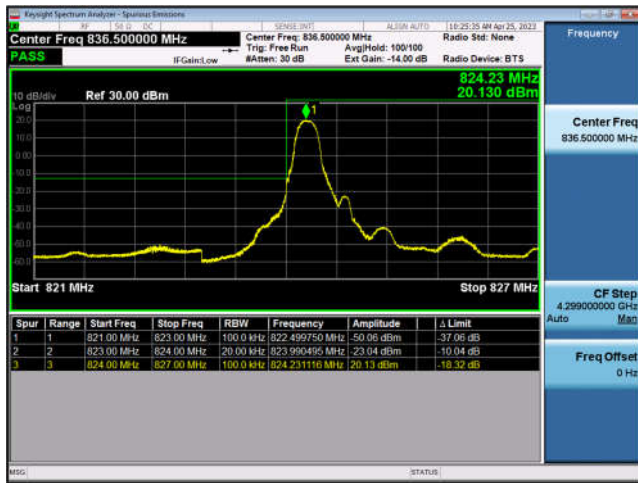 Keysight Spectrum Analyzer - Spurious Emissions
RF 50 Ω DC SENSE:INT ALIGN AUTO 10:25:35 AM Apr 25, 2023
Center Freq 836.500000 MHz
Center Freq: 836.500000 MHz
Radio Std: None
Trig: Free Run Avg|Hold: 100/100
PASS
IFGain:Low
#Atten: 30 dB Ext Gain: -14.00 dB Radio Device: BTS
824.23 MHz
20.130 dBm
10 dB/div Ref 30.00 dBm
Log
20.0
10.0
0.00
-10.0
-20.0
-30.0
-40.0
-50.0
-60.0
1
Start 821 MHz Stop 827 MHz
Spur Range Start Freq Stop Freq RBW Frequency Amplitude Δ Limit
1 1 821.00 MHz 823.00 MHz 100.0 kHz 822.499750 MHz -50.06 dBm -37.06 dB
2 2 823.00 MHz 824.00 MHz 20.00 kHz 823.990495 MHz -23.04 dBm -10.04 dB
3 3 824.00 MHz 827.00 MHz 100.0 kHz 824.231116 MHz 20.13 dBm -18.32 dB
MSG STATUS
Frequency
Center Freq
836.500000 MHz
CF Step
4.299000000 GHz
Auto Man
Freq Offset
0 Hz